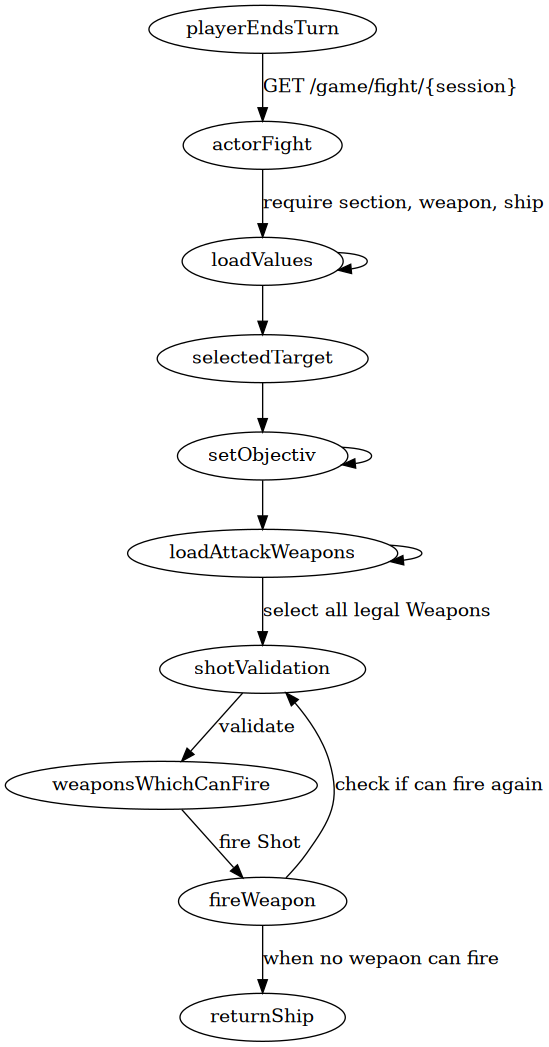 playerEndsTurn
GET /game/fight/{session}
actorFight
require section, weapon, ship
loadValues
selectedTarget
setObjectiv
loadAttackWeapons
select all legal Weapons
shotValidation
validate
weaponsWhichCanFire
check if can fire again
fire Shot
fireWeapon
when no wepaon can fire
returnShip